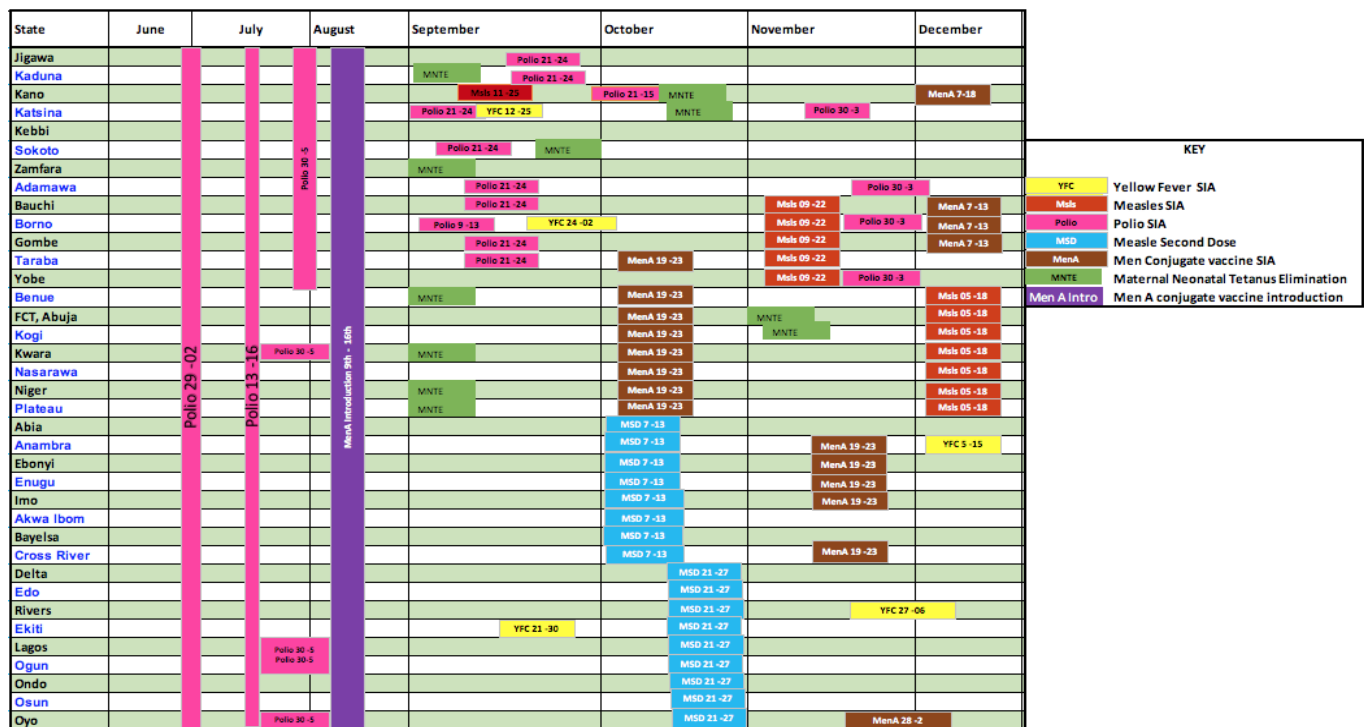 State June July August September October November December
Jigawa Polio 21 -24
Kaduna MNTE Polio 21 -24
Kano Msls 11 -25 Polio 21 -15 MNTE MenA 7-18
Katsina Polio 21 -24 YFC 12 -25 MNTE Polio 30 -3
Kebbi
Sokoto Polio 21 -24 MNTE
Zamfara MNTE
Adamawa Polio 21 -24 Polio 30 -3
Bauchi Polio 21 -24 Msls 09 -22 MenA 7 -13
Borno Polio 9 -13 YFC 24 -02 Msls 09 -22 Polio 30 -3 MenA 7 -13
Gombe Polio 21 -24 Msls 09 -22 MenA 7 -13
Taraba Polio 21 -24 MenA 19 -23 Msls 09 -22
Yobe Msls 09 -22 Polio 30 -3
Benue MNTE MenA 19 -23 Msls 05 -18
FCT, Abuja MenA 19 -23 MNTE Msls 05 -18
Kogi MenA 19 -23 MNTE Msls 05 -18
Kwara Polio 30 -5 MNTE MenA 19 -23 Msls 05 -18
Nasarawa MenA 19 -23 Msls 05 -18
Niger MNTE MenA 19 -23 Msls 05 -18
Plateau MNTE MenA 19 -23 Msls 05 -18
Abia MSD 7 -13
Anambra MSD 7 -13 MenA 19 -23 YFC 5 -15
Ebonyi MSD 7 -13 MenA 19 -23
Enugu MSD 7 -13 MenA 19 -23
Imo MSD 7 -13 MenA 19 -23
Akwa Ibom MSD 7 -13
Bayelsa MSD 7 -13
Cross River MSD 7 -13 MenA 19 -23
Delta MSD 21 -27
Edo MSD 21 -27
Rivers MSD 21 -27 YFC 27 -06
Ekiti YFC 21 -30 MSD 21 -27
Lagos Polio 30 -5 MSD 21 -27
Ogun Polio 30-5 MSD 21 -27
Ondo MSD 21 -27
Osun MSD 21 -27
Oyo Polio 30 -5 MSD 21 -27 MenA 28 -2
Polio 29 -02
Polio 13 -16
Polio 30 -5
MenA Introduction 9th - 16th
KEY
YFC Yellow Fever SIA
Msls Measles SIA
Polio Polio SIA
MSD Measle Second Dose
MenA Men Conjugate vaccine SIA
MNTE Maternal Neonatal Tetanus Elimination
Men A Intro Men A conjugate vaccine introduction